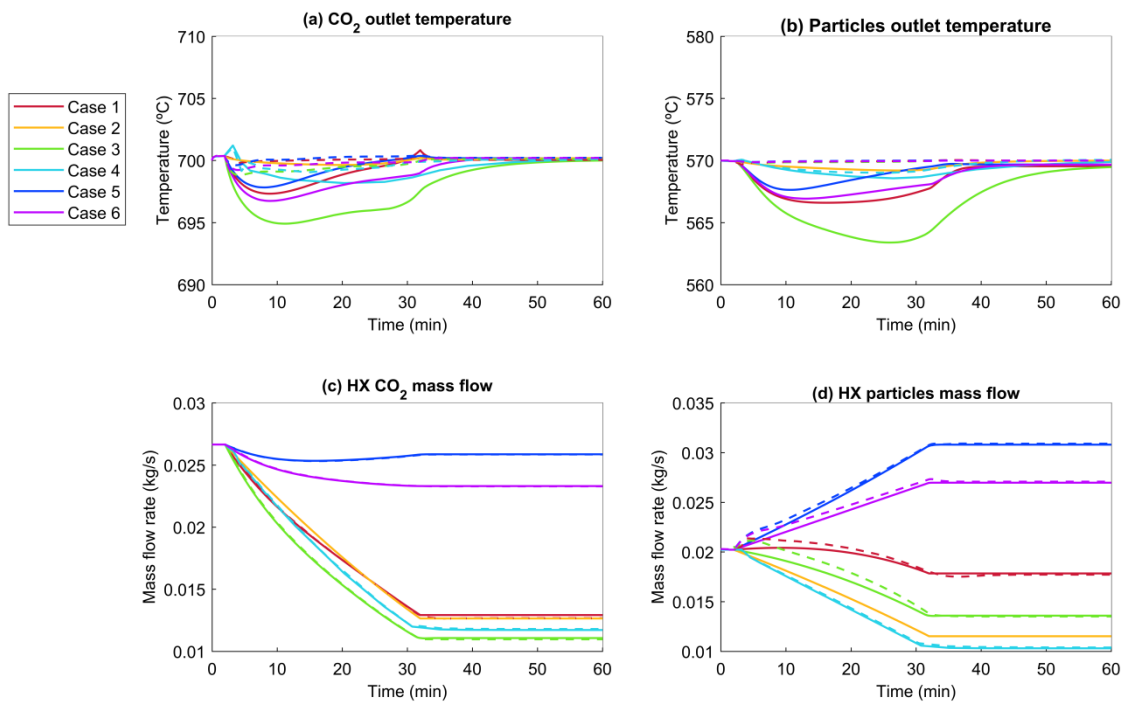 (a) CO2 outlet temperature
710
705
700
695
690
Temperature (ºC)
0 10 20 30 40 50 60
Time (min)
Case 1
Case 2
Case 3
Case 4
Case 5
Case 6
(b) Particles outlet temperature
580
575
570
565
560
Temperature (ºC)
0 10 20 30 40 50 60
Time (min)
(c) HX CO2 mass flow
0.03
0.025
0.02
0.015
0.01
Mass flow rate (kg/s)
0 10 20 30 40 50 60
Time (min)
(d) HX particles mass flow
0.035
0.03
0.025
0.02
0.015
0.01
Mass flow rate (kg/s)
0 10 20 30 40 50 60
Time (min)